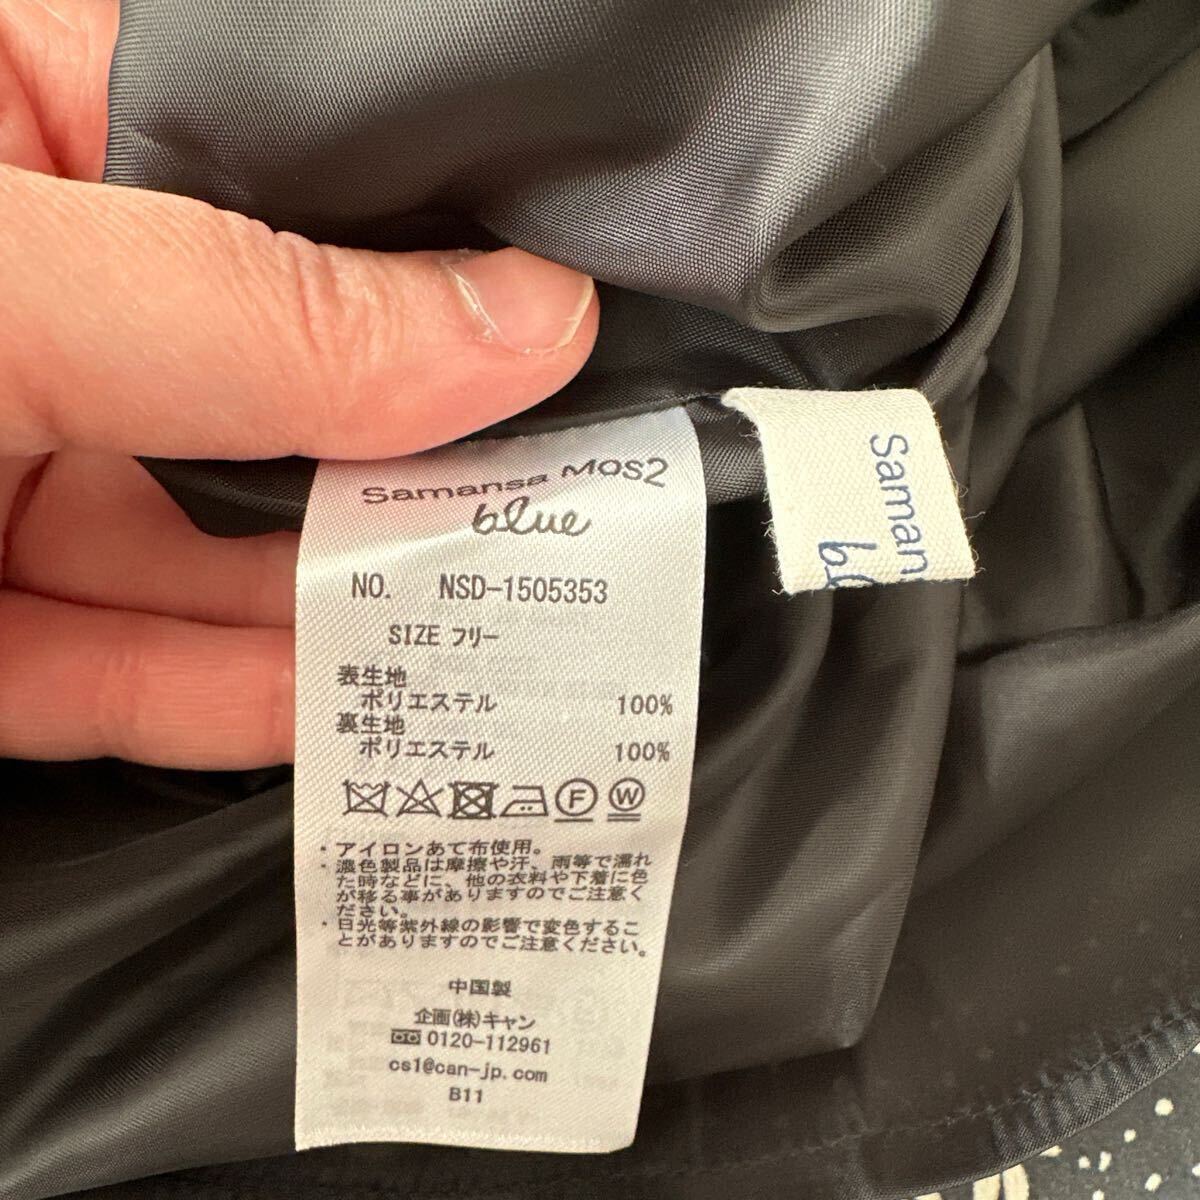 Samansa MOS2
blue
NO. NSD-1505353
SIZE フリー
表生地
ポリエステル 100%
裏生地
ポリエステル 100%
F W
・アイロンあて布使用。
・濃色製品は摩擦や汗、雨等で濡れ
た時などに、他の衣料や下着に色
が移る事がありますのでご注意く
ださい。
・日光等紫外線の影響で変色するこ
とがありますのでご注意ください。
中国製
企画(株)キャン
0120-112961
cs1@can-jp.com
B11
Saman
bl